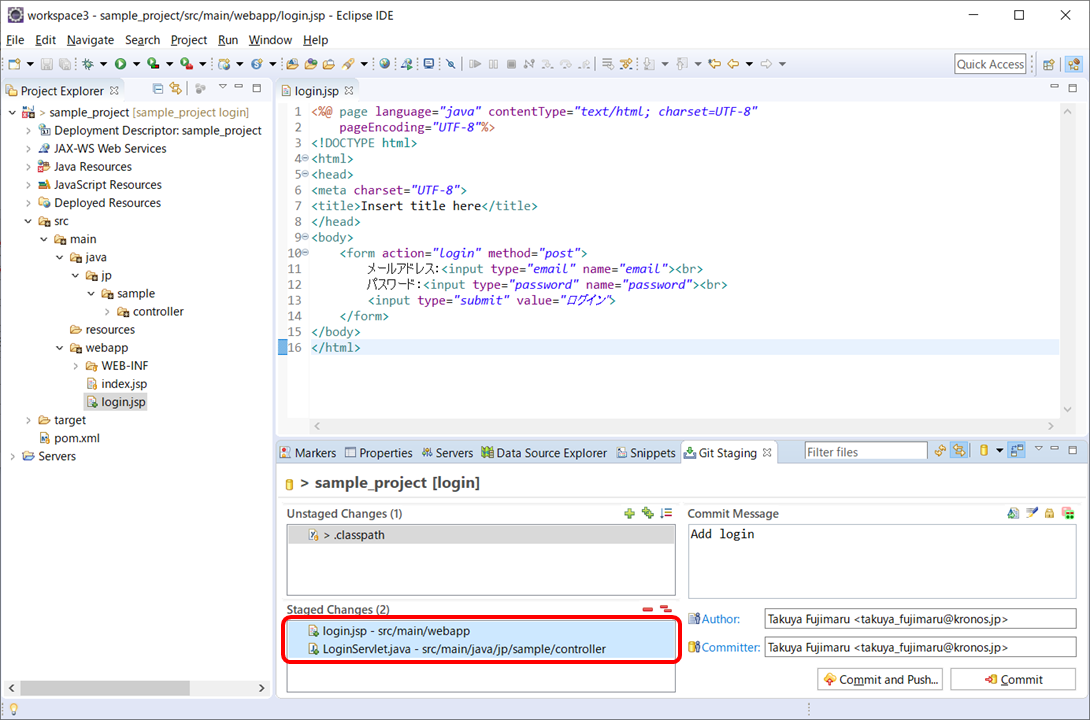 workspace3 - sample_project/src/main/webapp/login.jsp - Eclipse IDE
File Edit Navigate Search Project Run Window Help
Quick Access
Project Explorer
> sample_project [sample_project login]
Deployment Descriptor: sample_project
JAX-WS Web Services
Java Resources
JavaScript Resources
Deployed Resources
src
main
java
jp
sample
controller
resources
webapp
WEB-INF
index.jsp
login.jsp
target
pom.xml
Servers
login.jsp
1 <%@ page language="java" contentType="text/html; charset=UTF-8"
2 pageEncoding="UTF-8"%>
3 <!DOCTYPE html>
4 <html>
5 <head>
6 <meta charset="UTF-8">
7 <title>Insert title here</title>
8 </head>
9 <body>
10 <form action="login" method="post">
11 メールアドレス:<input type="email" name="email"><br>
12 パスワード:<input type="password" name="password"><br>
13 <input type="submit" value="ログイン">
14 </form>
15 </body>
16 </html>
Markers Properties Servers Data Source Explorer Snippets Git Staging Filter files
> sample_project [login]
Unstaged Changes (1)
> .classpath
Staged Changes (2)
login.jsp - src/main/webapp
LoginServlet.java - src/main/java/jp/sample/controller
Commit Message
Add login
Author: Takuya Fujimaru <takuya_fujimaru@kronos.jp>
Committer: Takuya Fujimaru <takuya_fujimaru@kronos.jp>
Commit and Push... Commit